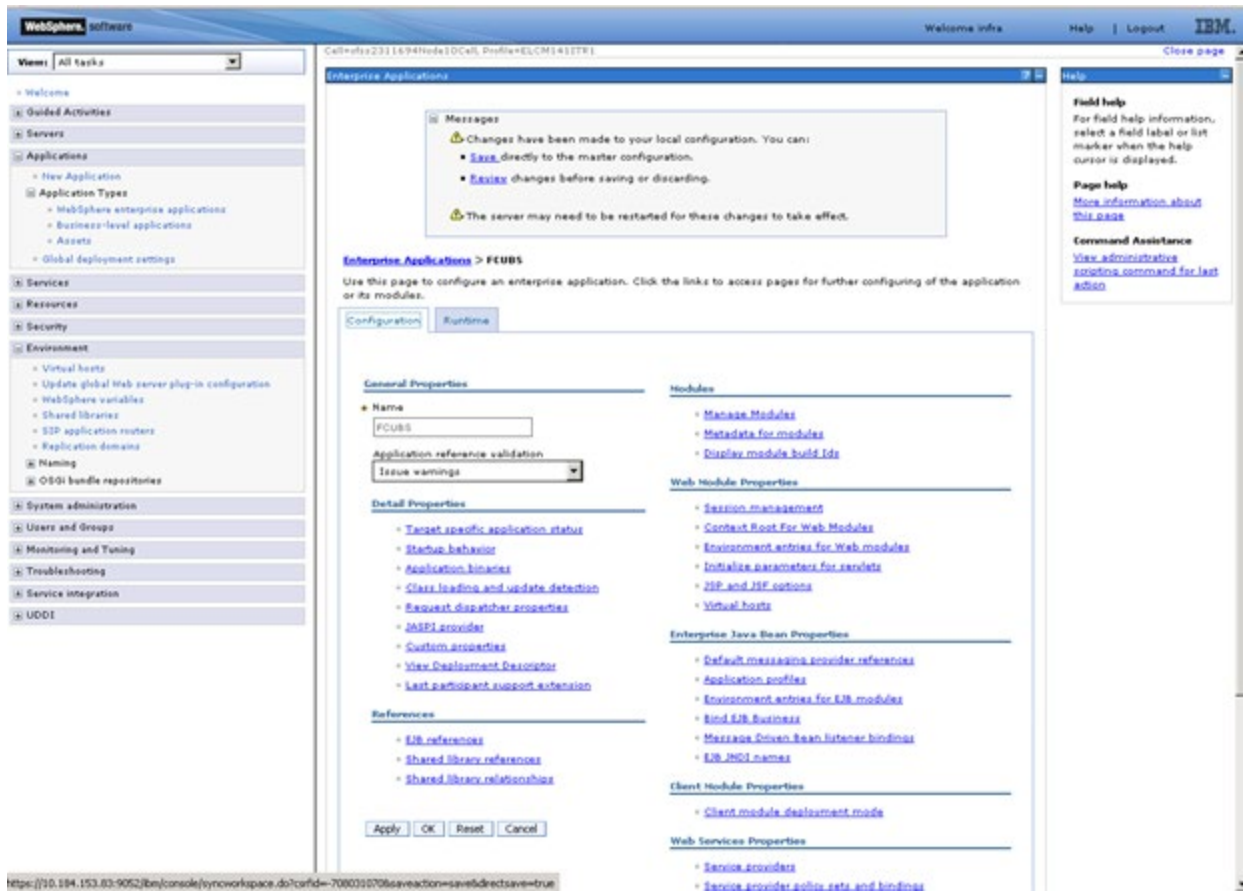 WebSphere. software
Welcome infra
Help | Logout
IBM.
View: All tasks
Welcome
Guided Activities
Servers
Applications
New Application
Application Types
WebSphere enterprise applications
Business-level applications
Assets
Global deployment settings
Services
Resources
Security
Environment
Virtual hosts
Update global Web server plug-in configuration
WebSphere variables
Shared libraries
SIP application routers
Replication domains
Naming
OSGi bundle repositories
System administration
Users and Groups
Monitoring and Tuning
Troubleshooting
Service integration
UDDI
Close page
Enterprise Applications
Messages
Changes have been made to your local configuration. You can:
Save directly to the master configuration.
Review changes before saving or discarding.
The server may need to be restarted for these changes to take effect.
Enterprise Applications > FCUBS
Use this page to configure an enterprise application. Click the links to access pages for further configuring of the application
or its modules.
Configuration
Runtime
General Properties
Name
FCUBS
Application reference validation
Issue warnings
Detail Properties
Target specific application status
Startup behavior
Application binaries
Class loading and update detection
Request dispatcher properties
JASPI provider
Custom properties
View Deployment Descriptor
Last participant support extension
References
EJB references
Shared library references
Shared library relationships
Apply
OK
Reset
Cancel
Modules
Manage Modules
Metadata for modules
Display module build Ids
Web Module Properties
Session management
Context Root For Web Modules
Environment entries for Web modules
Initialize parameters for servlets
JSP and JSF options
Virtual hosts
Enterprise Java Bean Properties
Default messaging provider references
Application profiles
Environment entries for EJB modules
Bind EJB Business
Message Driven Bean listener bindings
EJB JNDI names
Client Module Properties
Client module deployment mode
Web Services Properties
Service providers
Service provider policy sets and bindings
Help
Field help
For field help information,
select a field label or list
marker when the help
cursor is displayed.
Page help
More information about
this page
Command Assistance
View administrative
scripting command for last
action